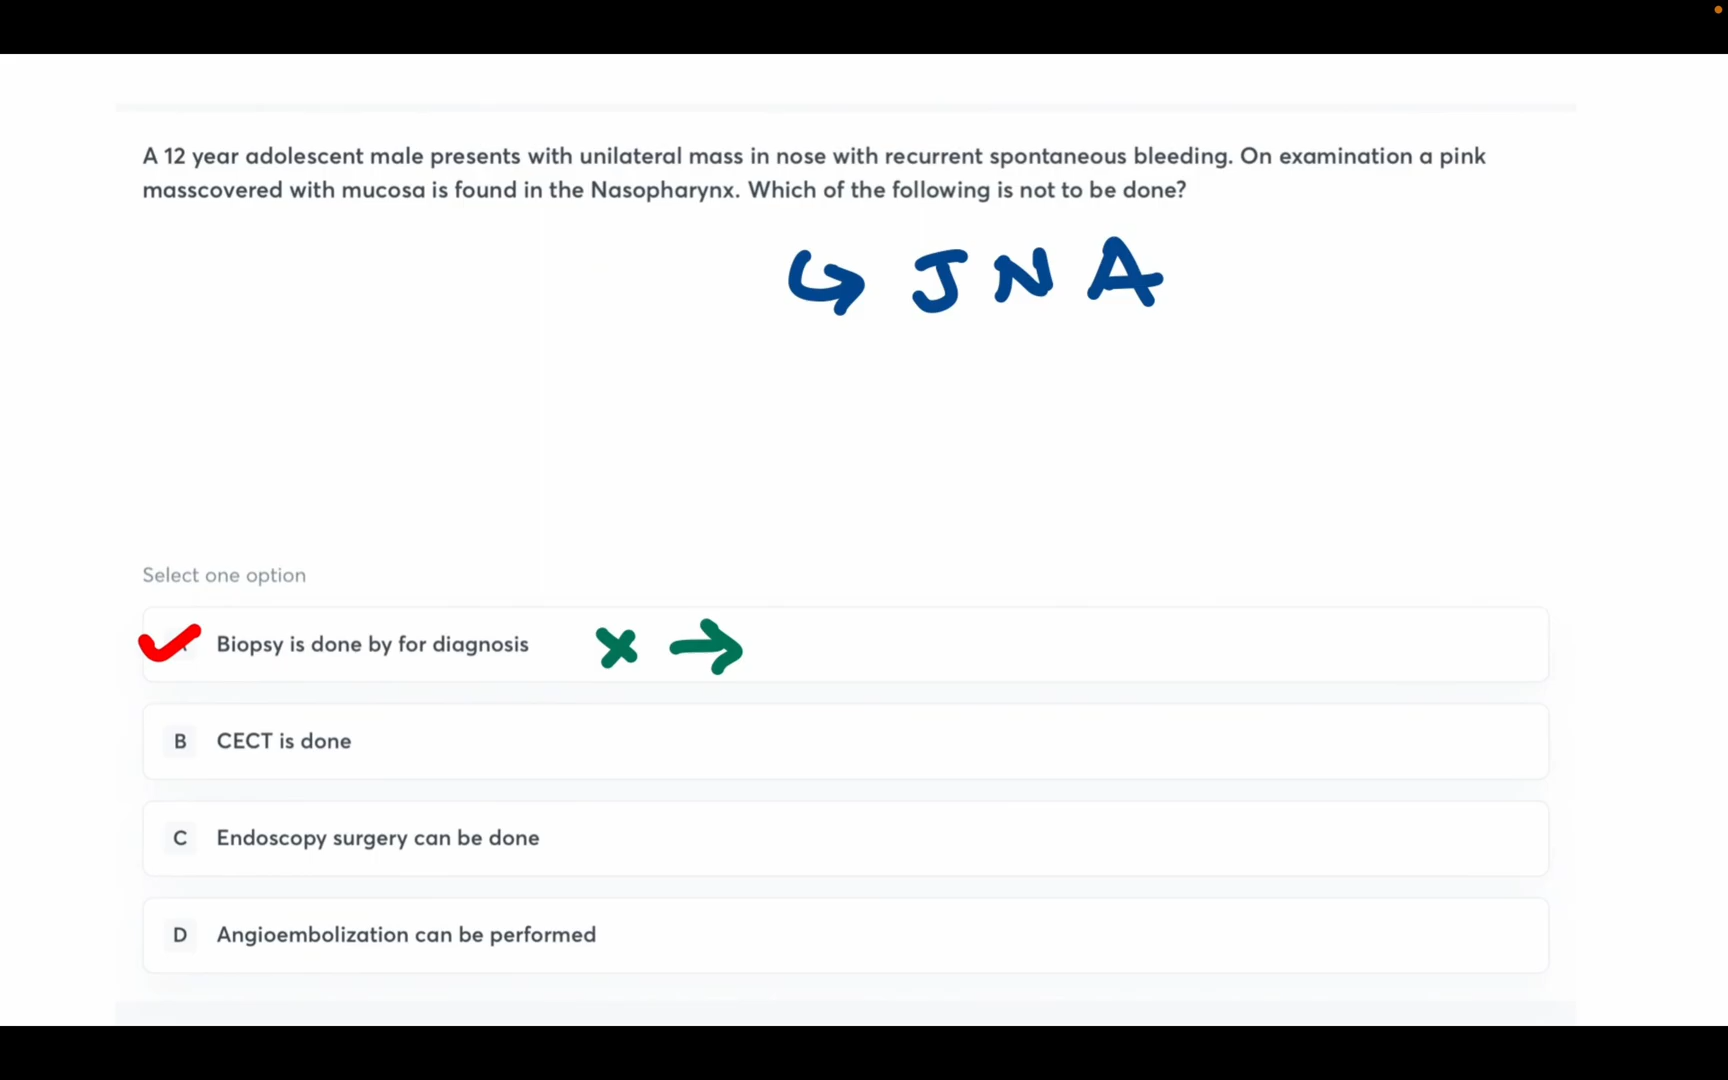 A 12 year adolescent male presents with unilateral mass in nose with recurrent spontaneous bleeding. On examination a pink
masscovered with mucosa is found in the Nasopharynx. Which of the following is not to be done?
JNA
Select one option
Biopsy is done by for diagnosis
B CECT is done
C Endoscopy surgery can be done
D Angioembolization can be performed